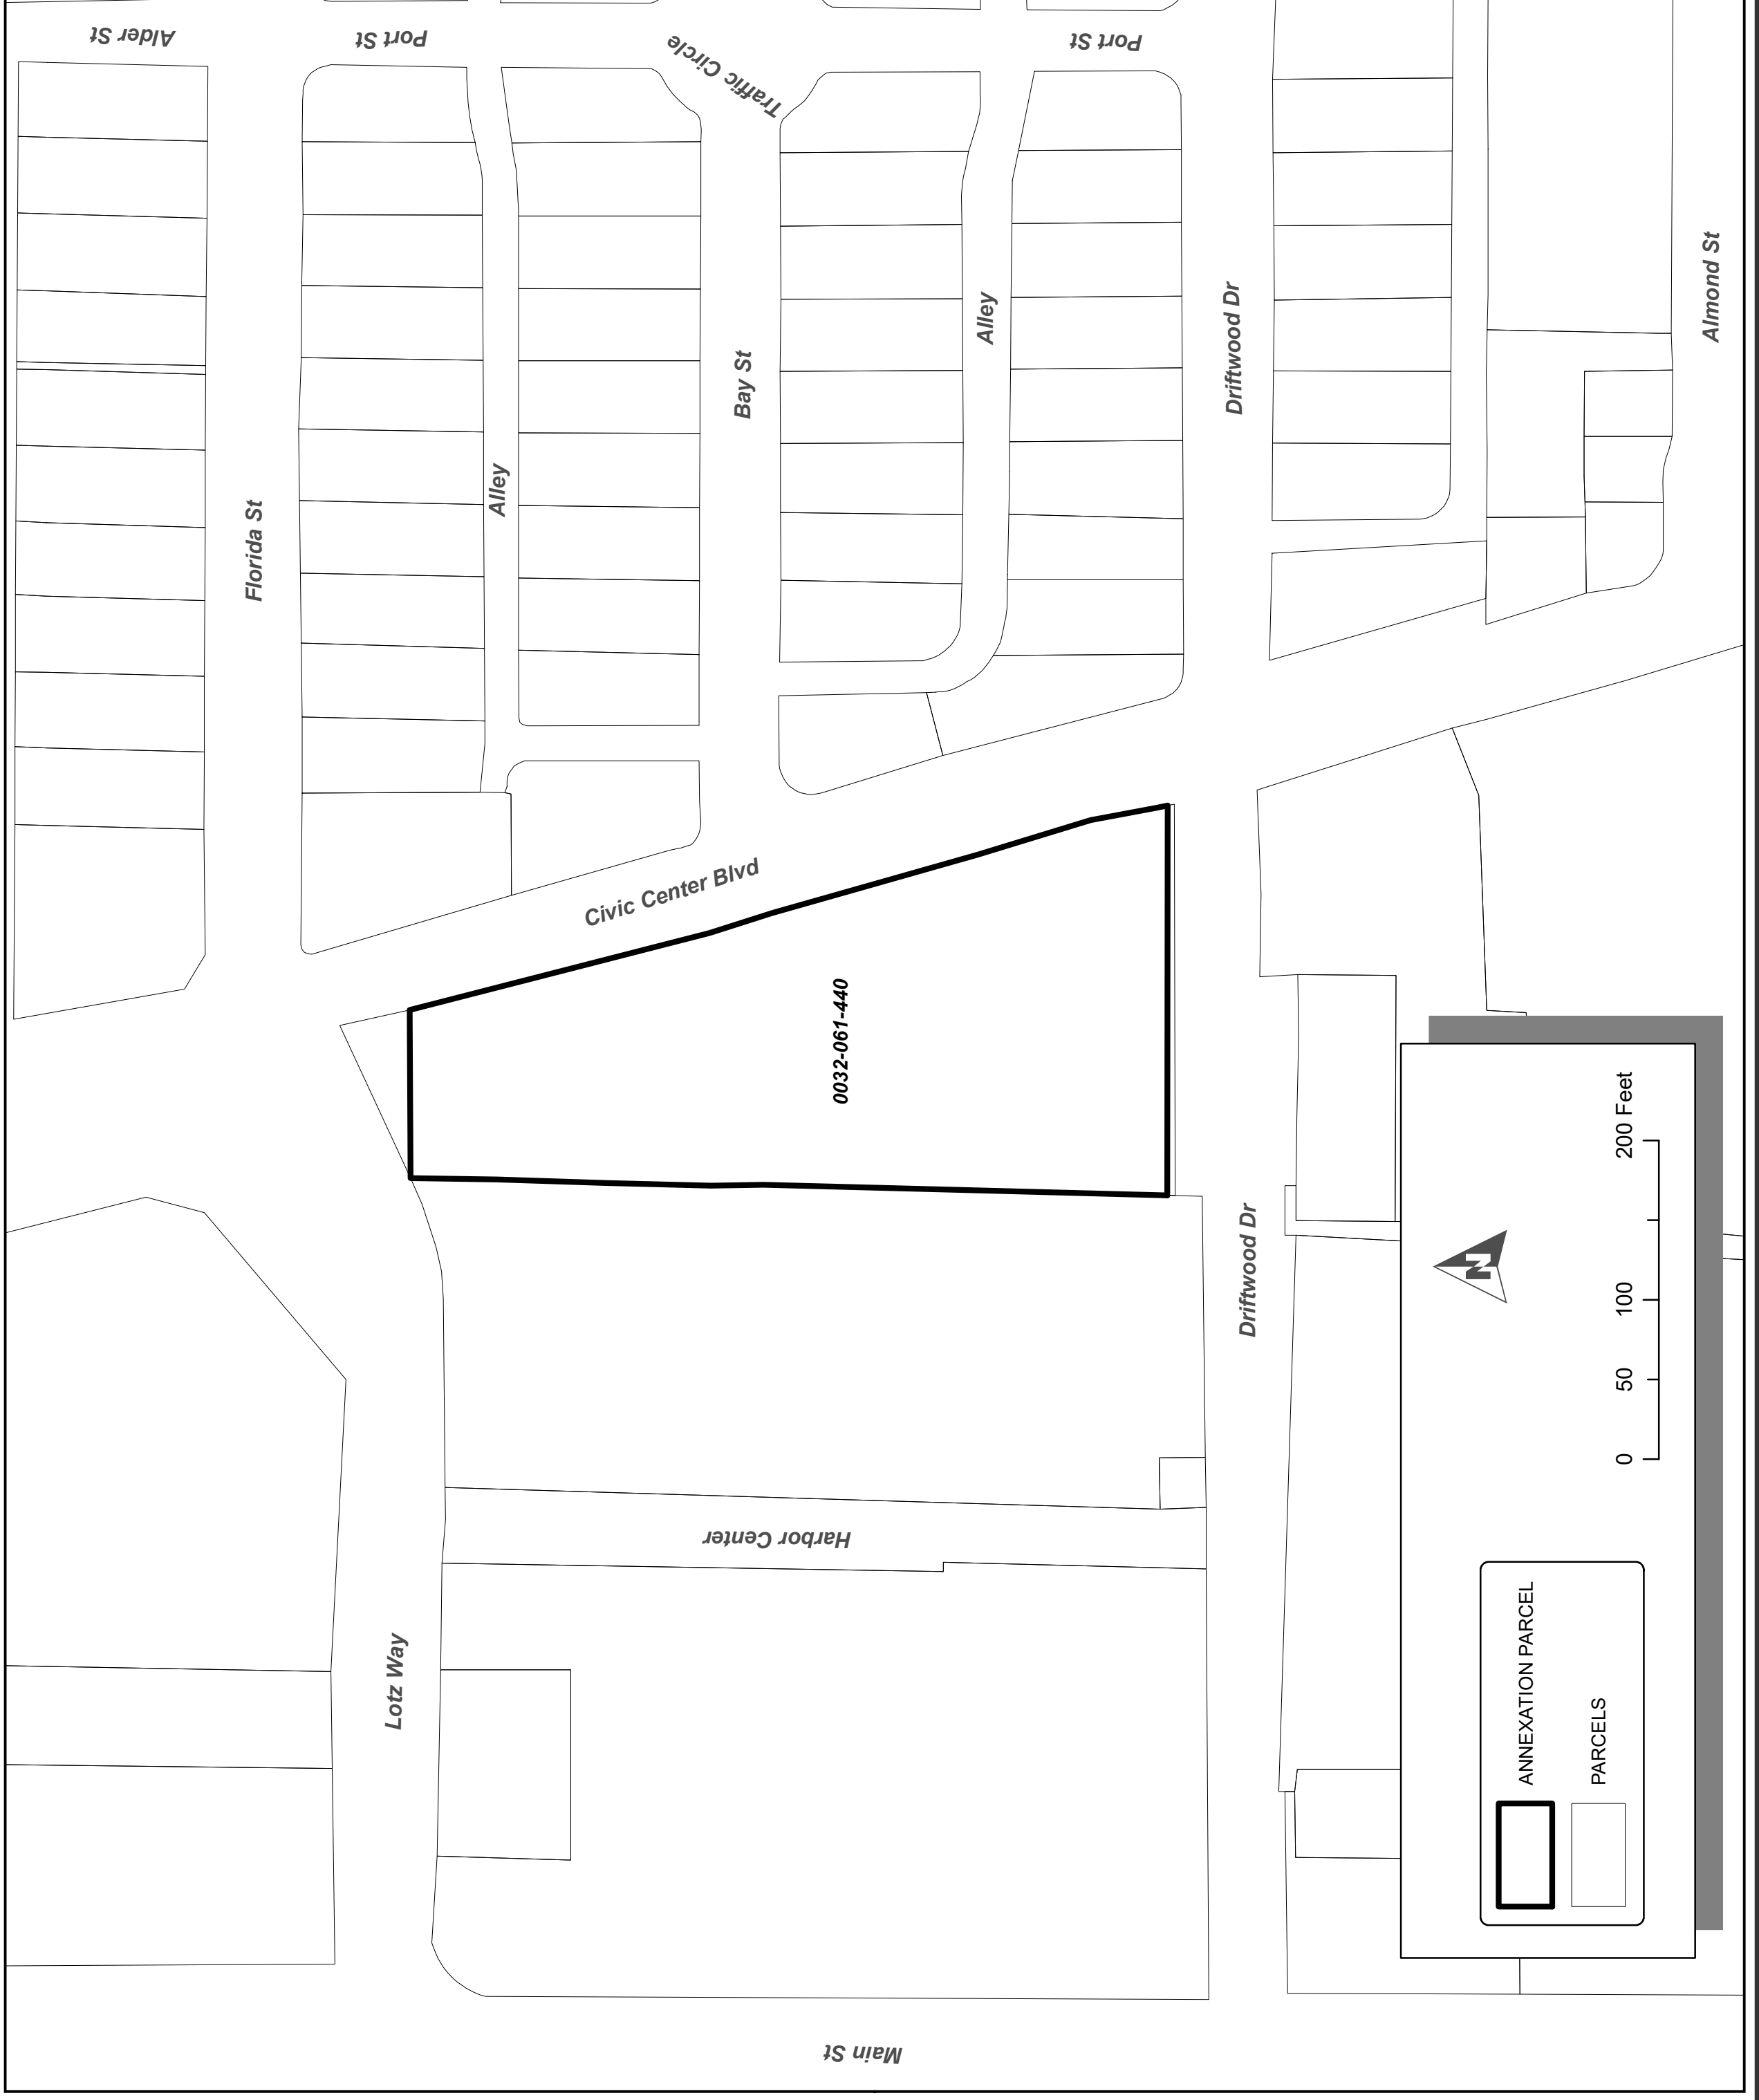 Alder St
Port St
Traffic Circle
Port St
Florida St
Alley
Bay St
Alley
Driftwood Dr
Almond St
Civic Center Blvd
0032-061-440
Lotz Way
Harbor Center
Driftwood Dr
Main St
N
0 50 100 200 Feet
ANNEXATION PARCEL
PARCELS